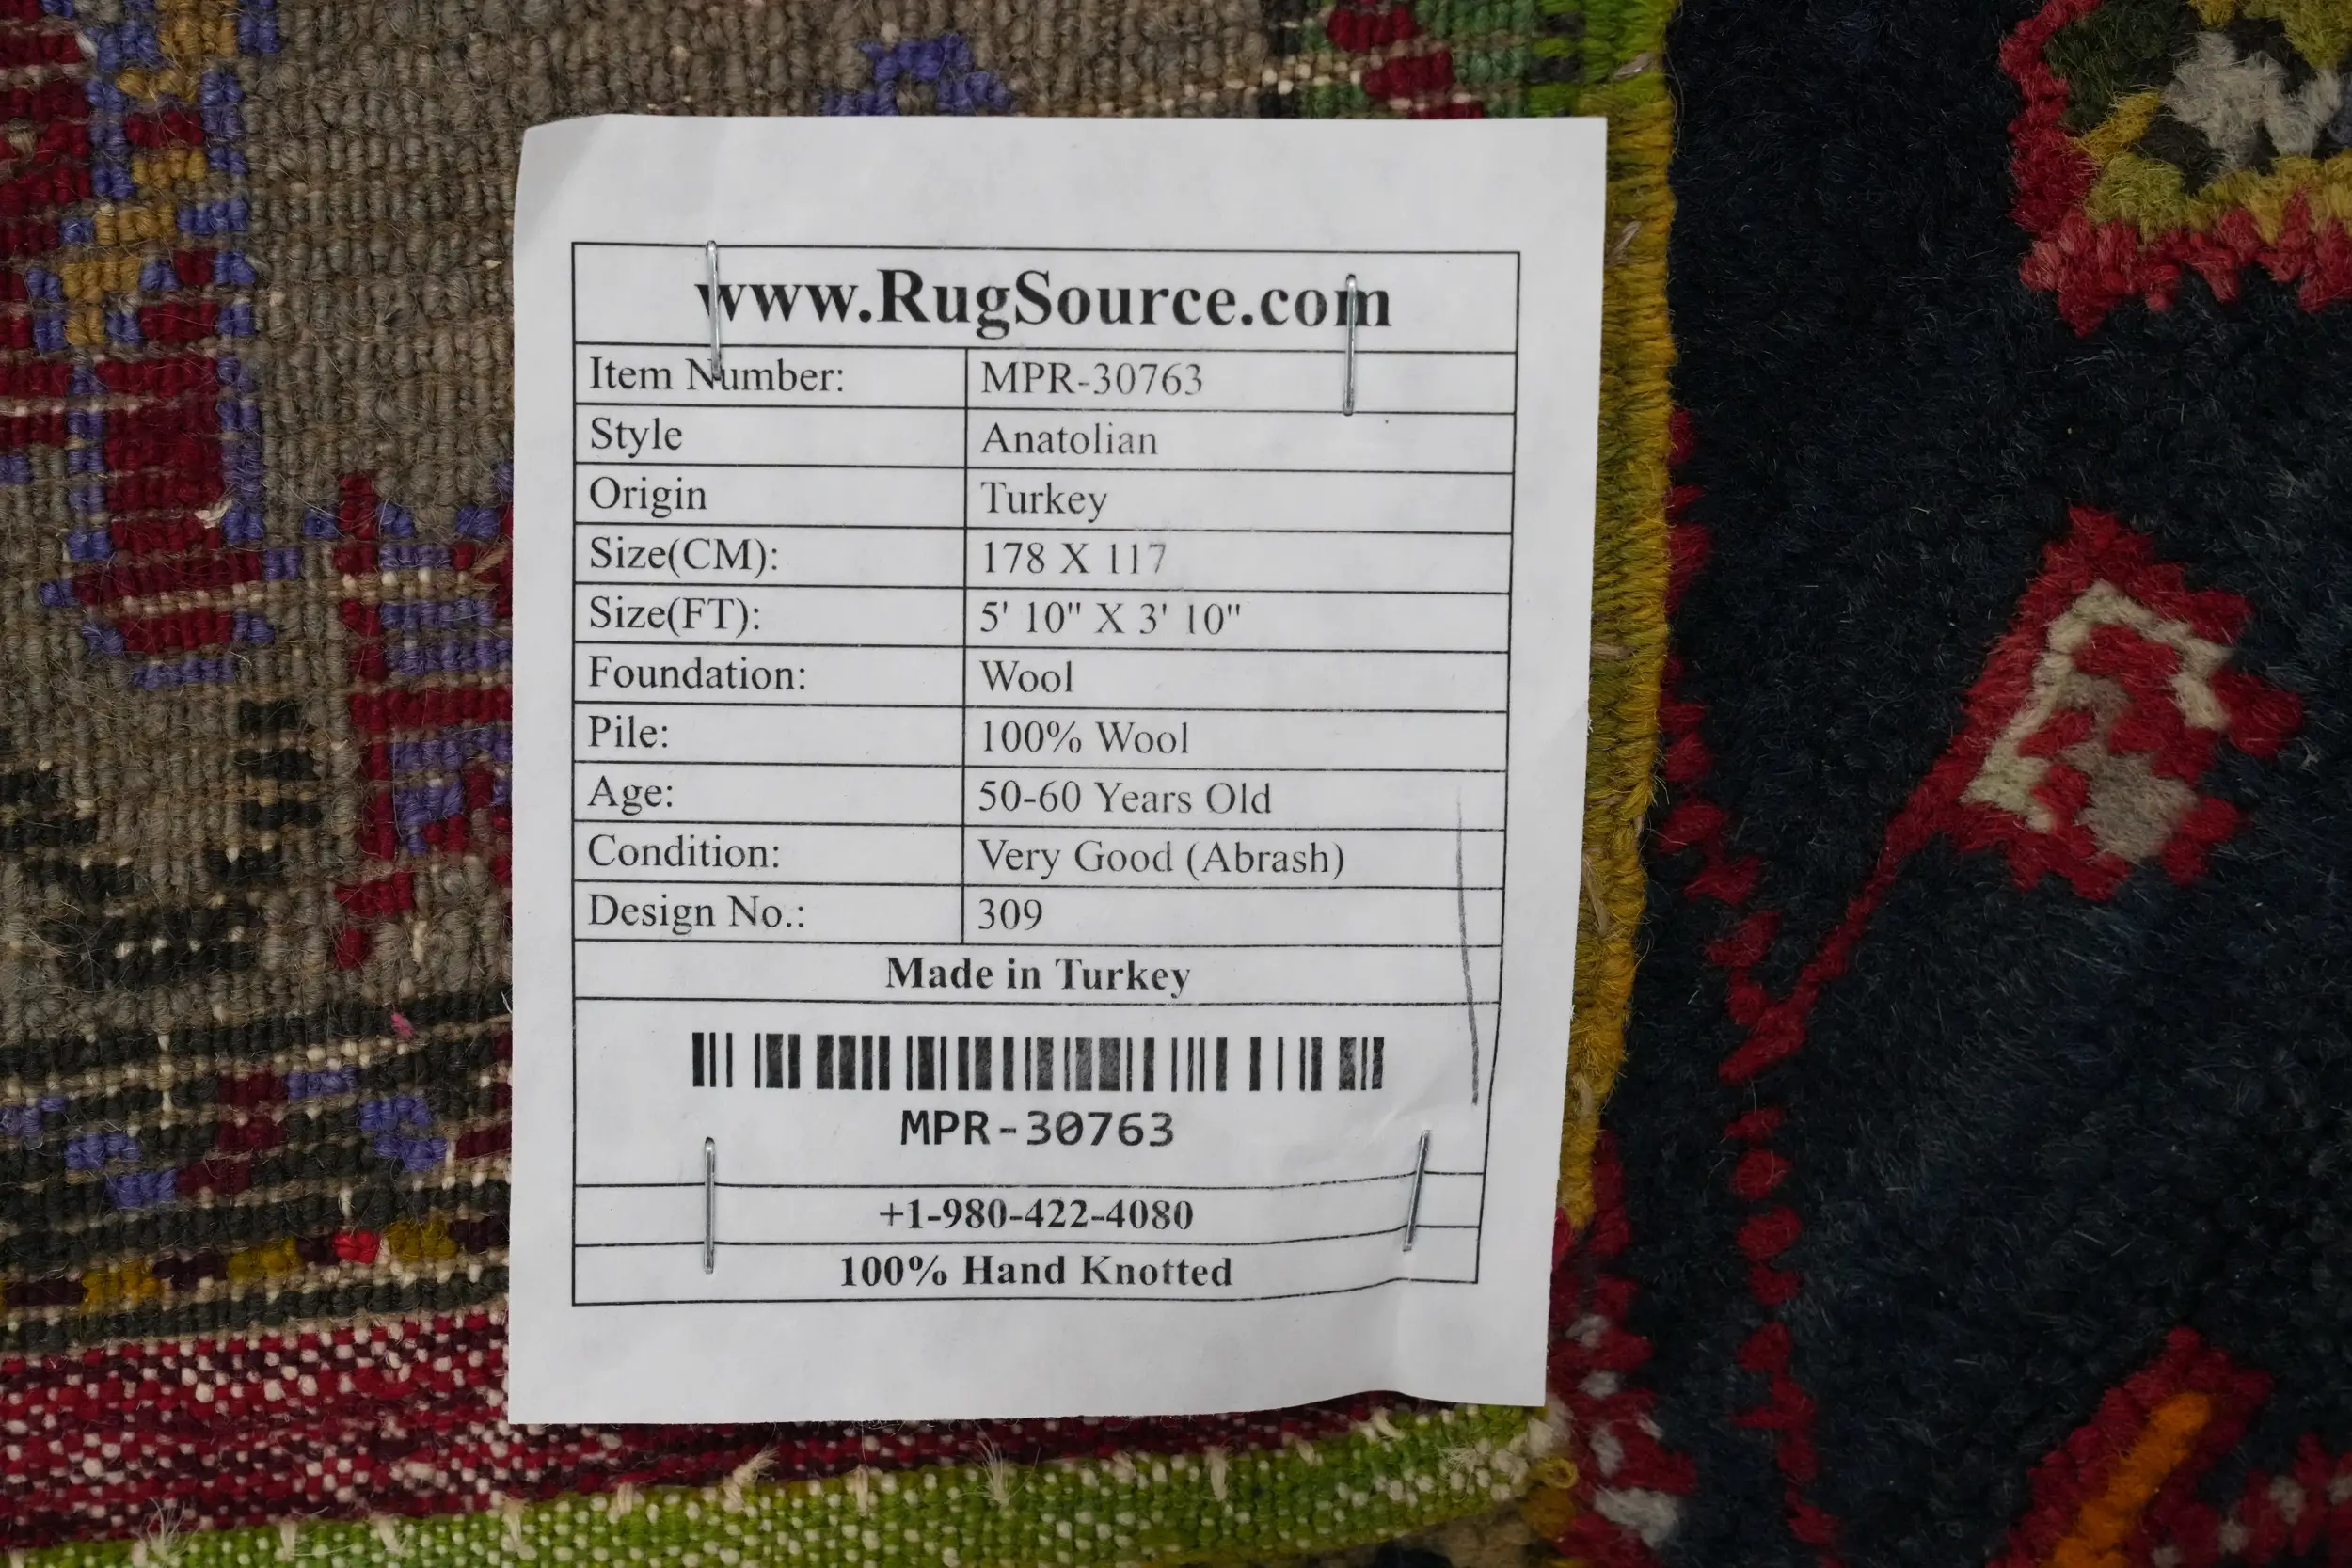 www.RugSource.com
Item Number: MPR-30763
Style Anatolian
Origin Turkey
Size(CM): 178 X 117
Size(FT): 5' 10" X 3' 10"
Foundation: Wool
Pile: 100% Wool
Age: 50-60 Years Old
Condition: Very Good (Abrash)
Design No.: 309
Made in Turkey
MPR-30763
+1-980-422-4080
100% Hand Knotted